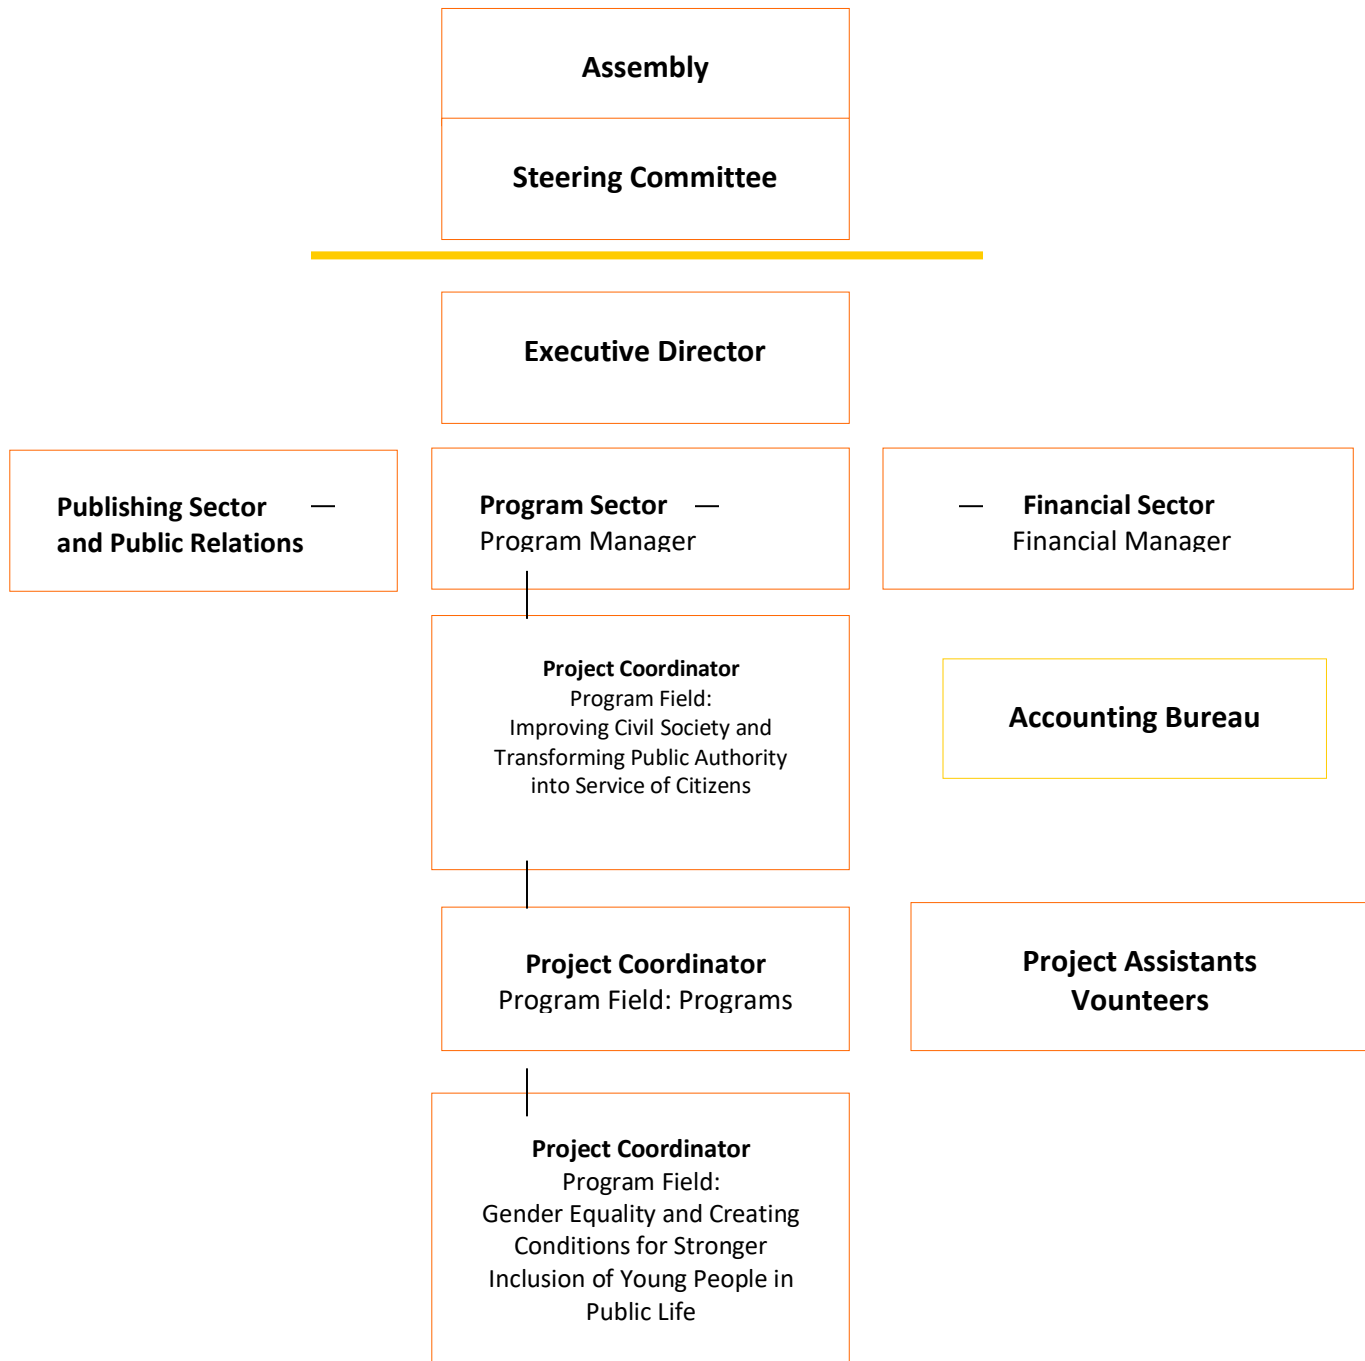 Assembly
Steering Committee
Executive Director
Publishing Sector —
and Public Relations
Program Sector —
Program Manager
— Financial Sector
Financial Manager
Project Coordinator
Program Field:
Improving Civil Society and
Transforming Public Authority
into Service of Citizens
Accounting Bureau
Project Coordinator
Program Field: Programs
Project Assistants
Vounteers
Project Coordinator
Program Field:
Gender Equality and Creating
Conditions for Stronger
Inclusion of Young People in
Public Life